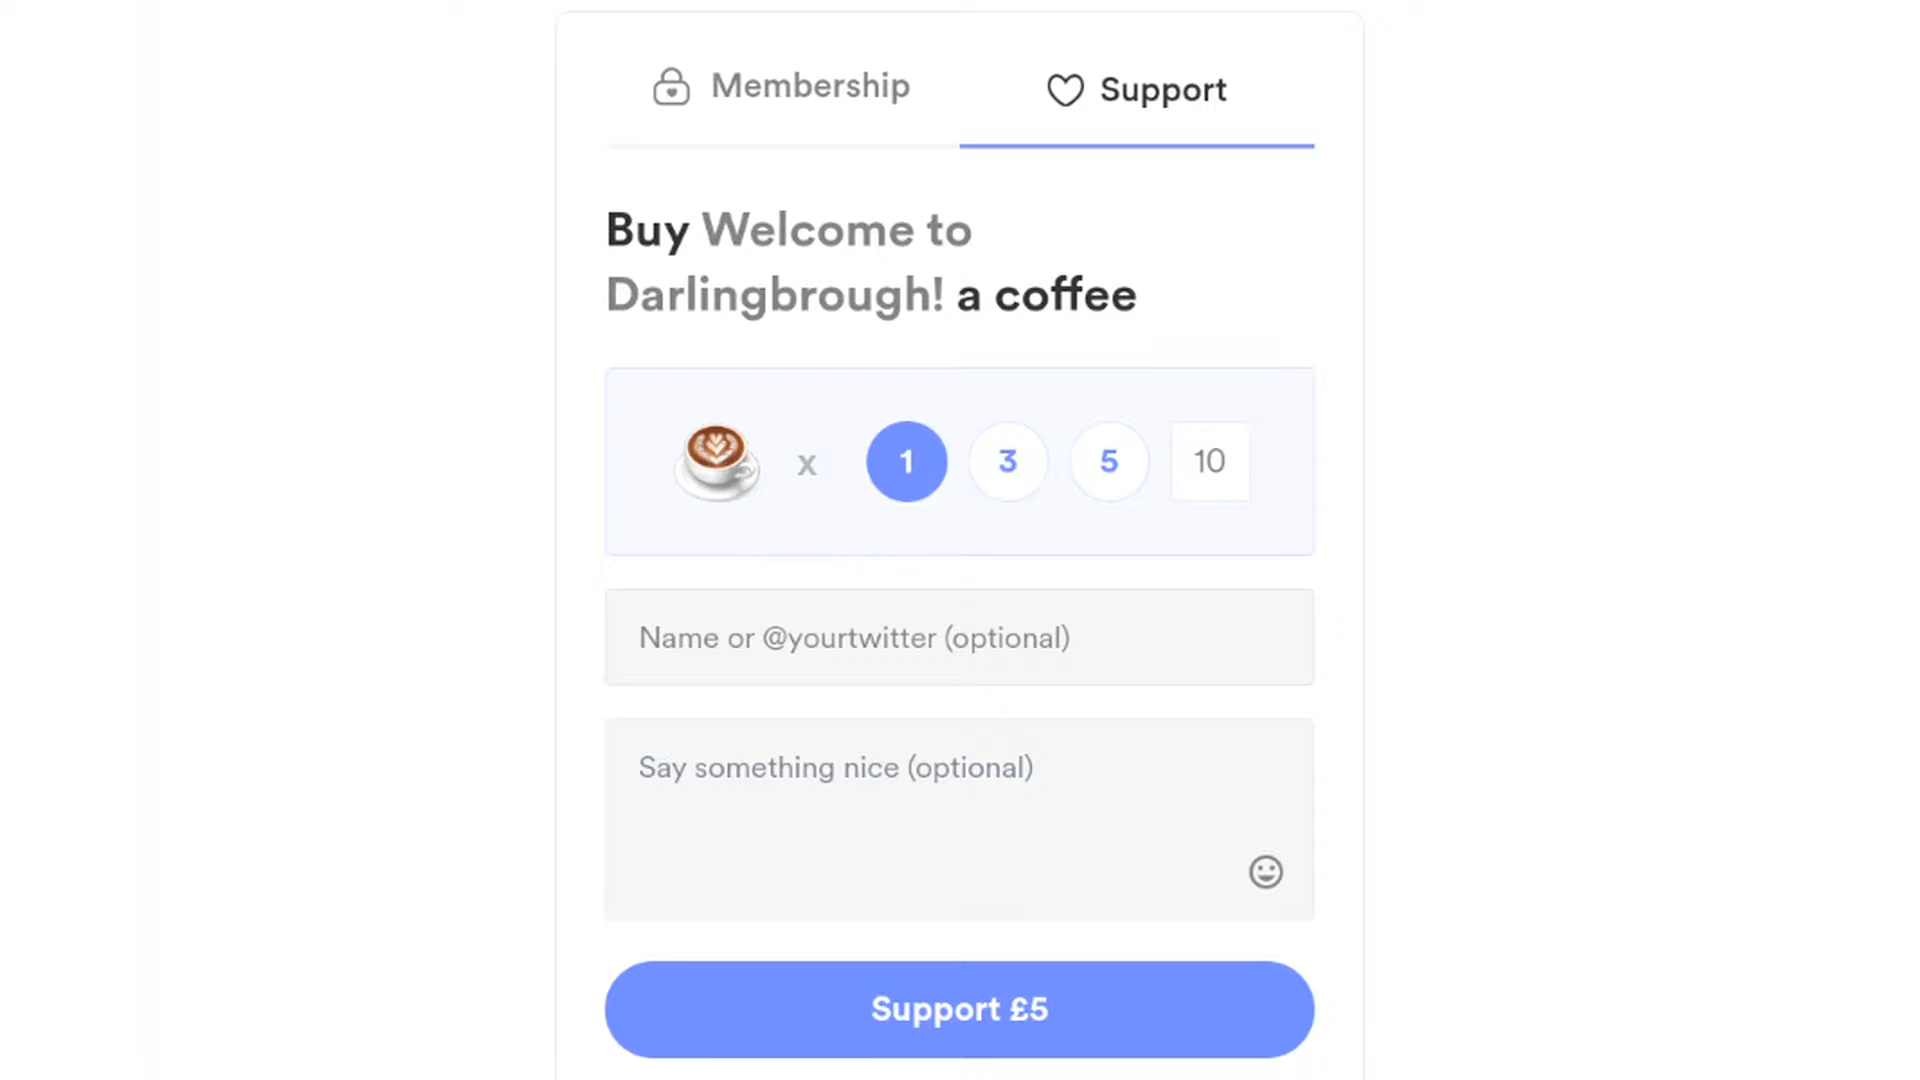 Membership
Support
Buy Welcome to
Darlingbrough! a coffee
x 1 3 5 10
Name or @yourtwitter (optional)
Say something nice (optional)
Support £5